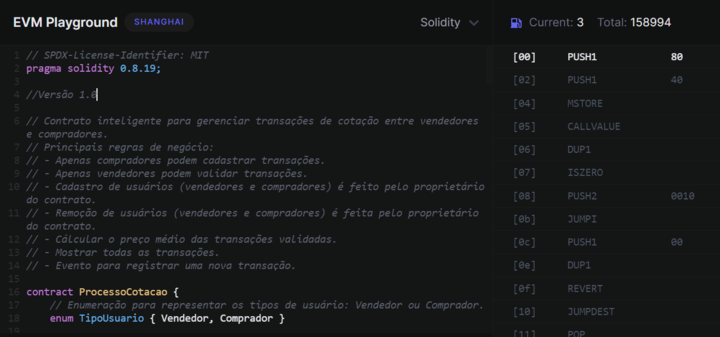 EVM Playground SHANGHAI Solidity Current: 3 Total: 158994
1 // SPDX-License-Identifier: MIT
2 pragma solidity 0.8.19;
3
4 //Versão 1.0
5
6 // Contrato inteligente para gerenciar transações de cotação entre vendedores
e compradores.
7 // Principais regras de negócio:
8 // - Apenas compradores podem cadastrar transações.
9 // - Apenas vendedores podem validar transações.
10 // - Cadastro de usuários (vendedores e compradores) é feito pelo proprietário
do contrato.
11 // - Remoção de usuários (vendedores e compradores) é feita pelo proprietário
do contrato.
12 // - Cálcular o preço médio das transações validadas.
13 // - Mostrar todas as transações.
14 // - Evento para registrar uma nova transação.
15
16 contract ProcessoCotacao {
17 // Enumeração para representar os tipos de usuário: Vendedor ou Comprador.
18 enum TipoUsuario { Vendedor, Comprador }
19
[00] PUSH1 80
[02] PUSH1 40
[04] MSTORE
[05] CALLVALUE
[06] DUP1
[07] ISZERO
[08] PUSH2 0010
[0b] JUMPI
[0c] PUSH1 00
[0e] DUP1
[0f] REVERT
[10] JUMPDEST
[11] POP